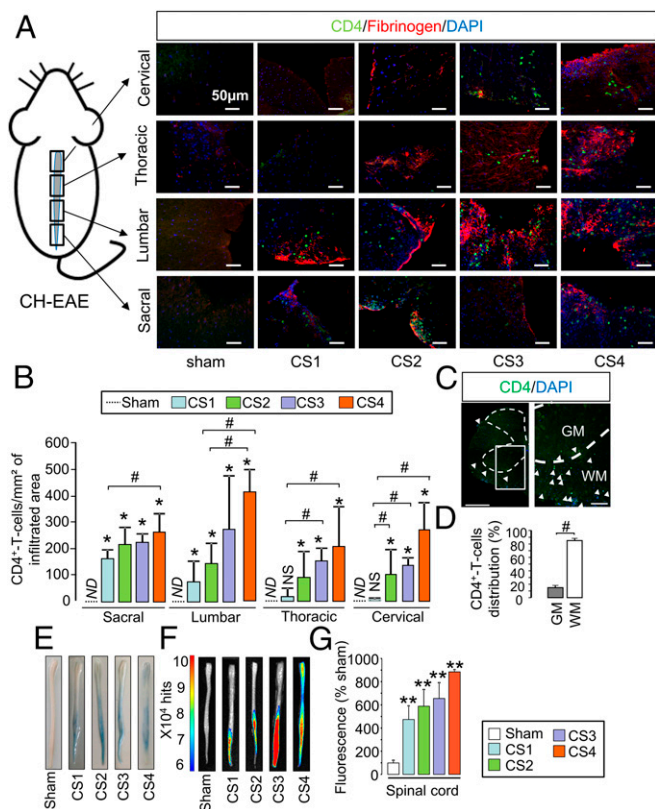 A
CD4/Fibrinogen/DAPI
Cervical
50µm
Thoracic
Lumbar
Sacral
CH-EAE
sham CS1 CS2 CS3 CS4
B
Sham CS1 CS2 CS3 CS4
CD4⁺-T-cells/mm² of
infiltrated area
600
500
400
300
200
100
0
ND * * * * #
ND * * * * # #
ND NS * * * # #
ND NS * * * # # #
Sacral Lumbar Thoracic Cervical
C
CD4/DAPI
GM
WM
D
CD4⁺-T-cells
distribution (%)
100
80
60
40
20
#
GM
WM
E
Sham
CS1
CS2
CS3
CS4
F
X10⁴ hits
10
9
8
7
6
Sham
CS1
CS2
CS3
CS4
G
Fluorescence (% sham)
1000
800
600
400
200
0
** ** ** **
Spinal cord
Sham
CS1
CS2
CS3
CS4